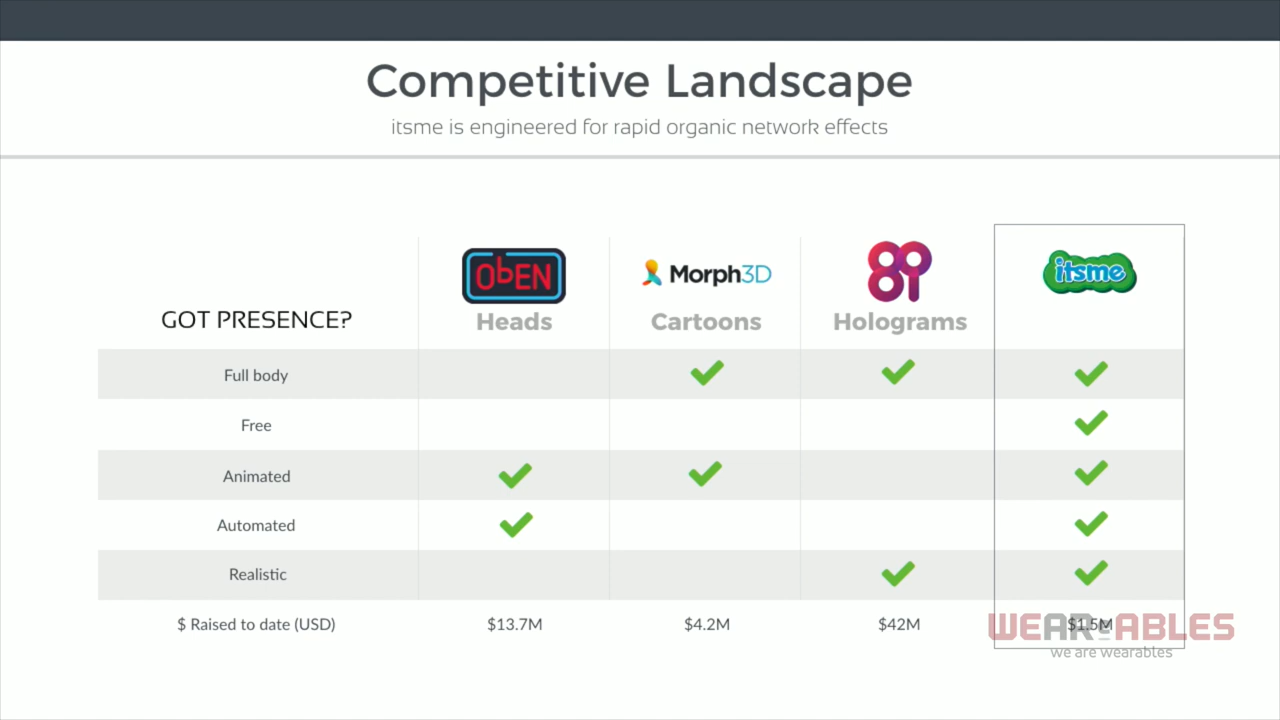 Competitive Landscape
itsme is engineered for rapid organic network effects
GOT PRESENCE?
ObEN
Heads
Morph3D
Cartoons
Holograms
itsme
Full body
Free
Animated
Automated
Realistic
$ Raised to date (USD)
$13.7M
$4.2M
$42M
$1.5M
WEAR ABLES
we are wearables